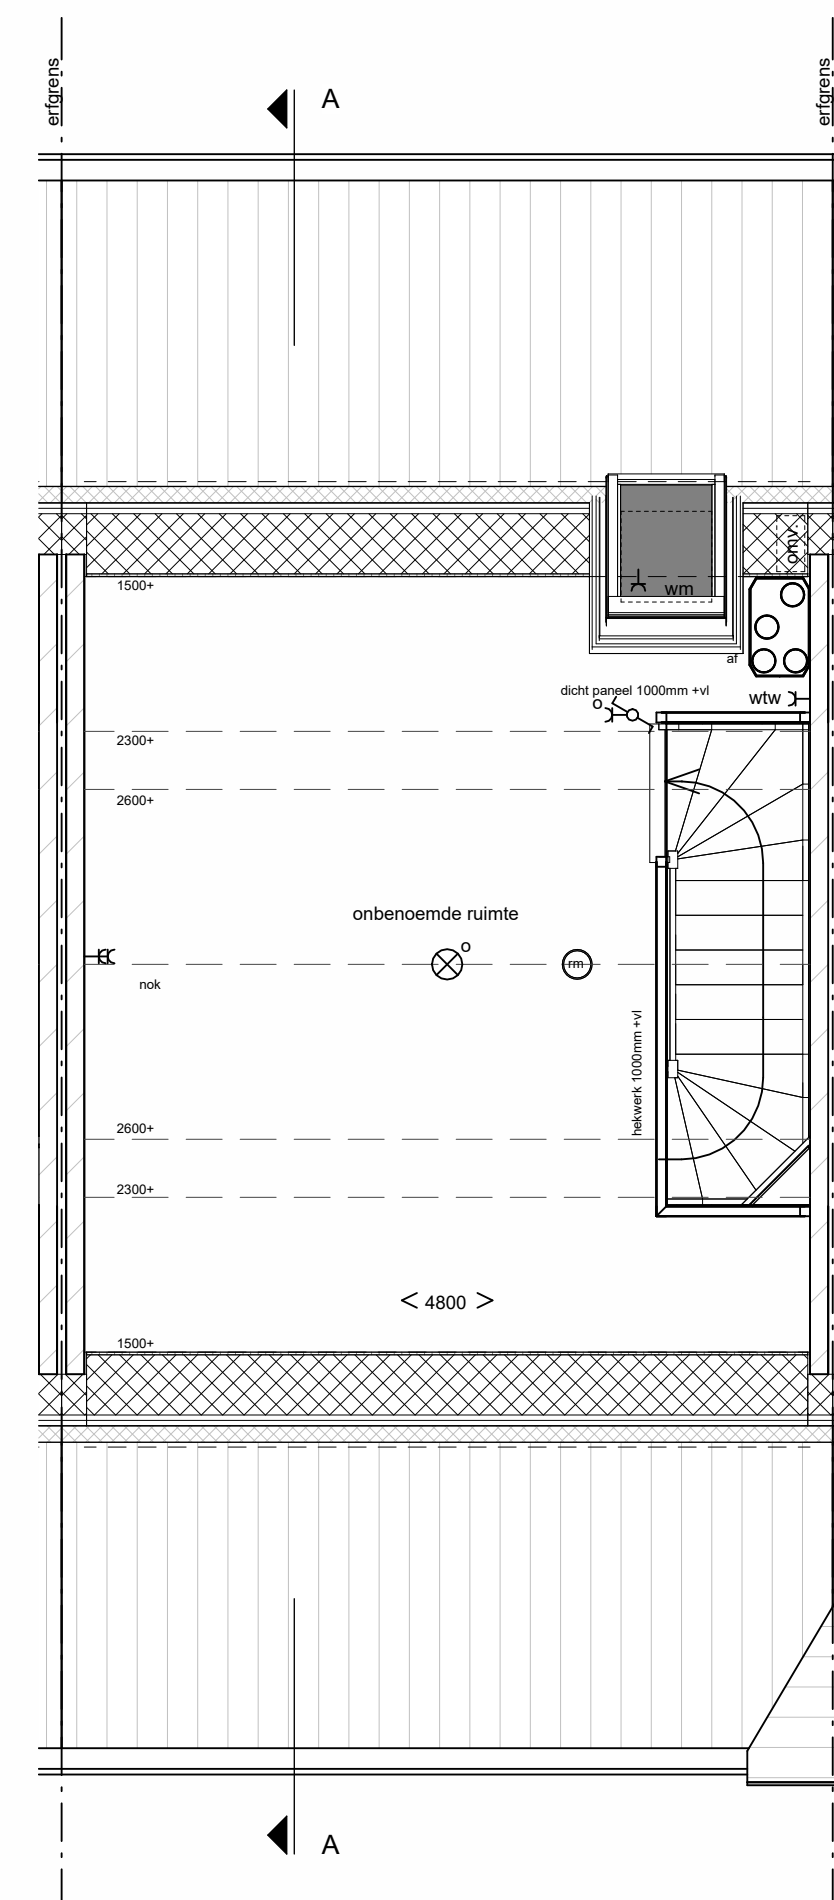 erfgrens
erfgrens
A
omv.
1500+
wm
af
dicht paneel 1000mm +vl
o
wtw
2300+
2600+
onbenoemde ruimte
o
rm
nok
hekwerk 1000mm +vl
2600+
2300+
< 4800 >
1500+
A